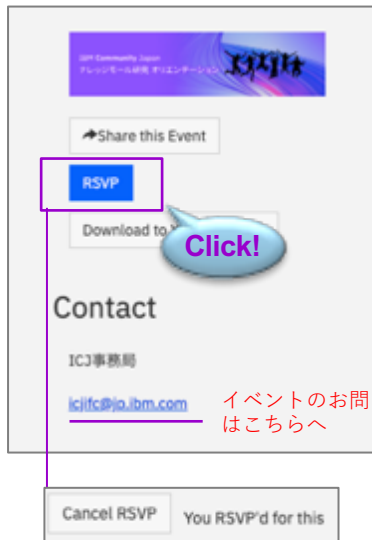 IBM Community Japan
ナレッジモール研究 オリエンテーション
Share this Event
RSVP
Download to
Click!
Contact
ICJ事務局
icjifc@jp.ibm.com
イベントのお問
はこちらへ
Cancel RSVP
You RSVP'd for this